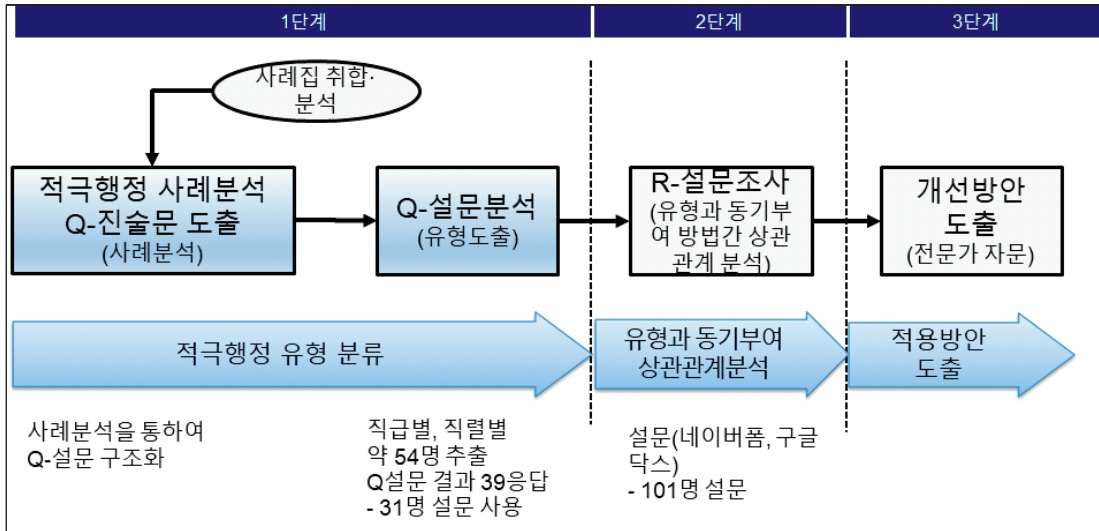 1단계
2단계
3단계
사례집 취합·
분석
적극행정 사례분석
Q-진술문 도출
(사례분석)
Q-설문분석
(유형도출)
R-설문조사
(유형과 동기부
여 방법간 상관
관계 분석)
개선방안
도출
(전문가 자문)
적극행정 유형 분류
유형과 동기부여
상관관계분석
적용방안
도출
사례분석을 통하여
Q-설문 구조화
직급별, 직렬별
약 54명 추출
Q설문 결과 39응답
- 31명 설문 사용
설문(네이버폼, 구글
닥스)
- 101명 설문